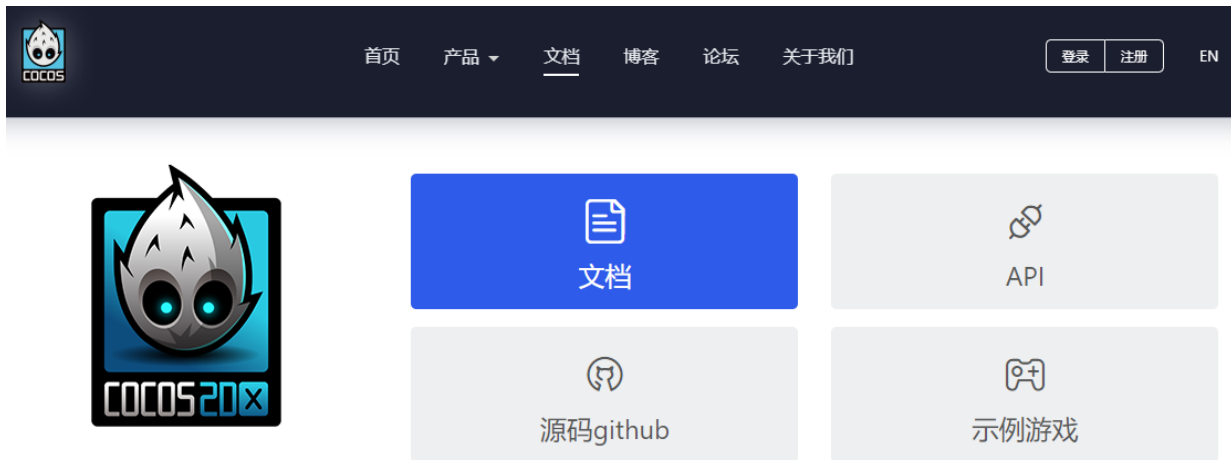 COCOS
首页 产品 文档 博客 论坛 关于我们 登录 注册 EN
COCOS2DX
文档
API
源码github
示例游戏